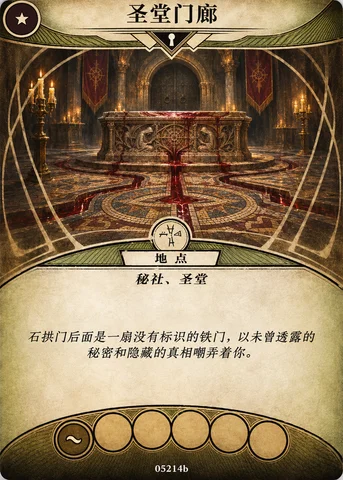 圣堂门廊
地点
秘社、圣堂
石拱门后面是一扇没有标识的铁门，以未曾透露的
秘密和隐藏的真相嘲弄着你。
05214b